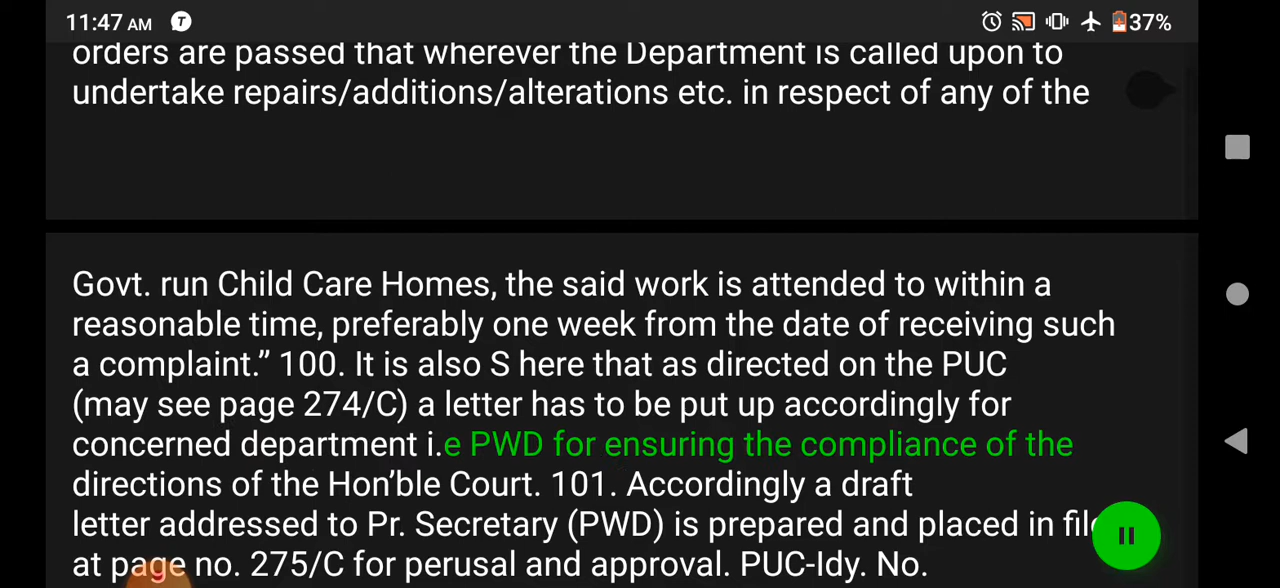 11:47 AM T 37%
orders are passed that wherever the Department is called upon to
undertake repairs/additions/alterations etc. in respect of any of the
Govt. run Child Care Homes, the said work is attended to within a
reasonable time, preferably one week from the date of receiving such
a complaint.” 100. It is also S here that as directed on the PUC
(may see page 274/C) a letter has to be put up accordingly for
concerned department i.e PWD for ensuring the compliance of the
directions of the Hon’ble Court. 101. Accordingly a draft
letter addressed to Pr. Secretary (PWD) is prepared and placed in file
at page no. 275/C for perusal and approval. PUC-Idy. No.